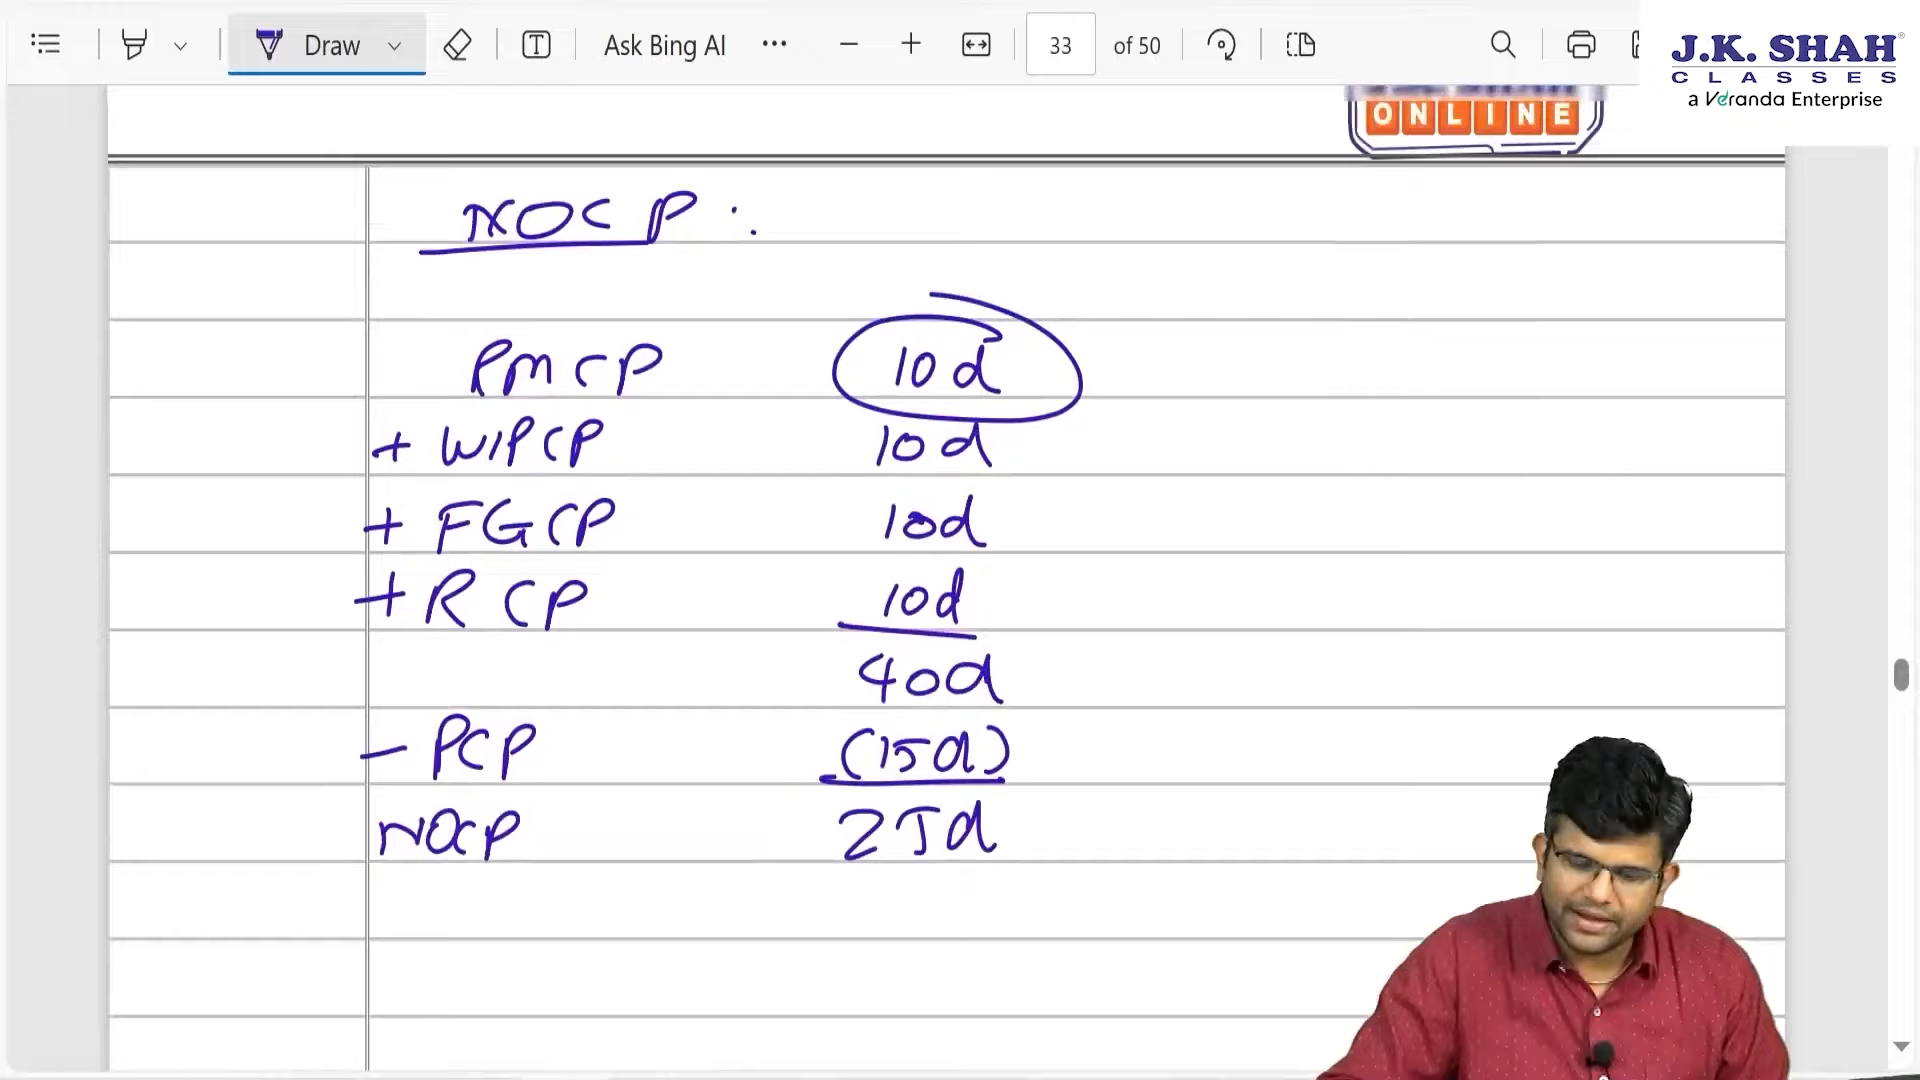 Draw
Ask Bing AI
33 of 50
J.K. SHAH
CLASSES
a Veranda Enterprise
ONLINE
NOCP :
RMCP 10d
+ WIPCP 10d
+ FGCP 10d
+ RCP 10d
40d
- PCP (15d)
NOCP 25d